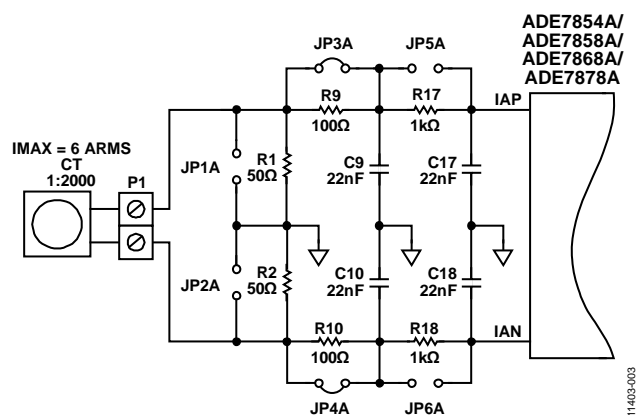 ADE7854A/
ADE7858A/
ADE7868A/
ADE7878A
JP3A
JP5A
R9
100Ω
R17
1kΩ
IAP
IMAX = 6 ARMS
CT
1:2000
P1
JP1A
R1
50Ω
C9
22nF
C17
22nF
JP2A
R2
50Ω
C10
22nF
C18
22nF
R10
100Ω
R18
1kΩ
IAN
JP4A
JP6A
11403-003